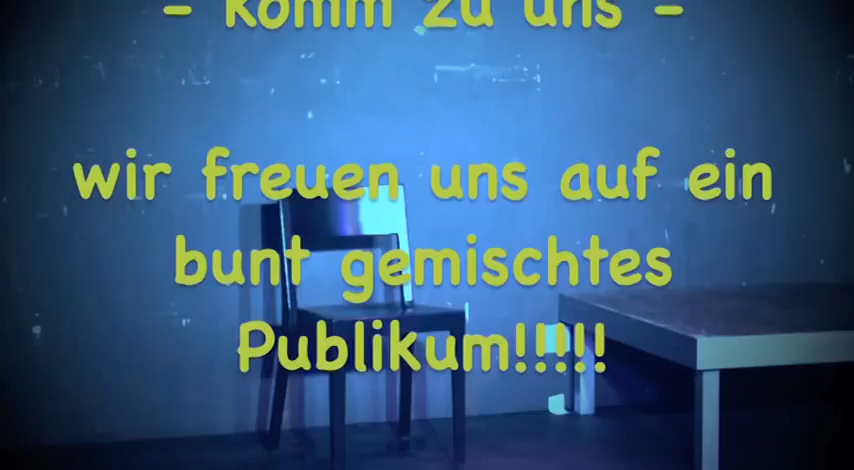 - komm zu uns -
wir freuen uns auf ein
bunt gemischtes
Publikum!!!!!